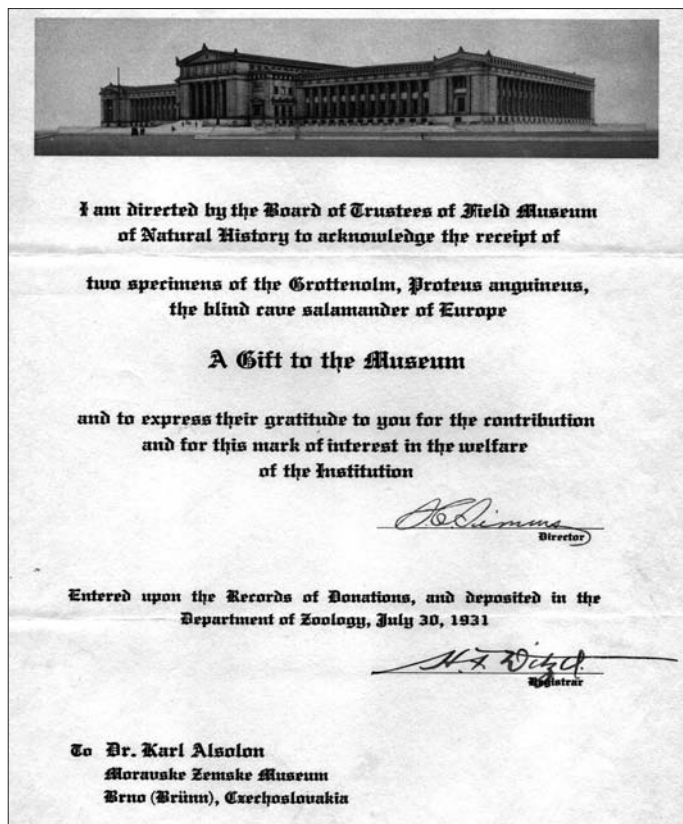 I am directed by the Board of Trustees of Field Museum
of Natural History to acknowledge the receipt of
two specimens of the Grottenolm, Proteus anguineus,
the blind cave salamander of Europe
A Gift to the Museum
and to express their gratitude to you for the contribution
and for this mark of interest in the welfare
of the Institution
Director
Entered upon the Records of Donations, and deposited in the
Department of Zoology, July 30, 1931
H. F. Ditzel.
Registrar
To Dr. Karl Alsolon
Moravske Zemske Museum
Brno (Brünn), Czechoslovakia